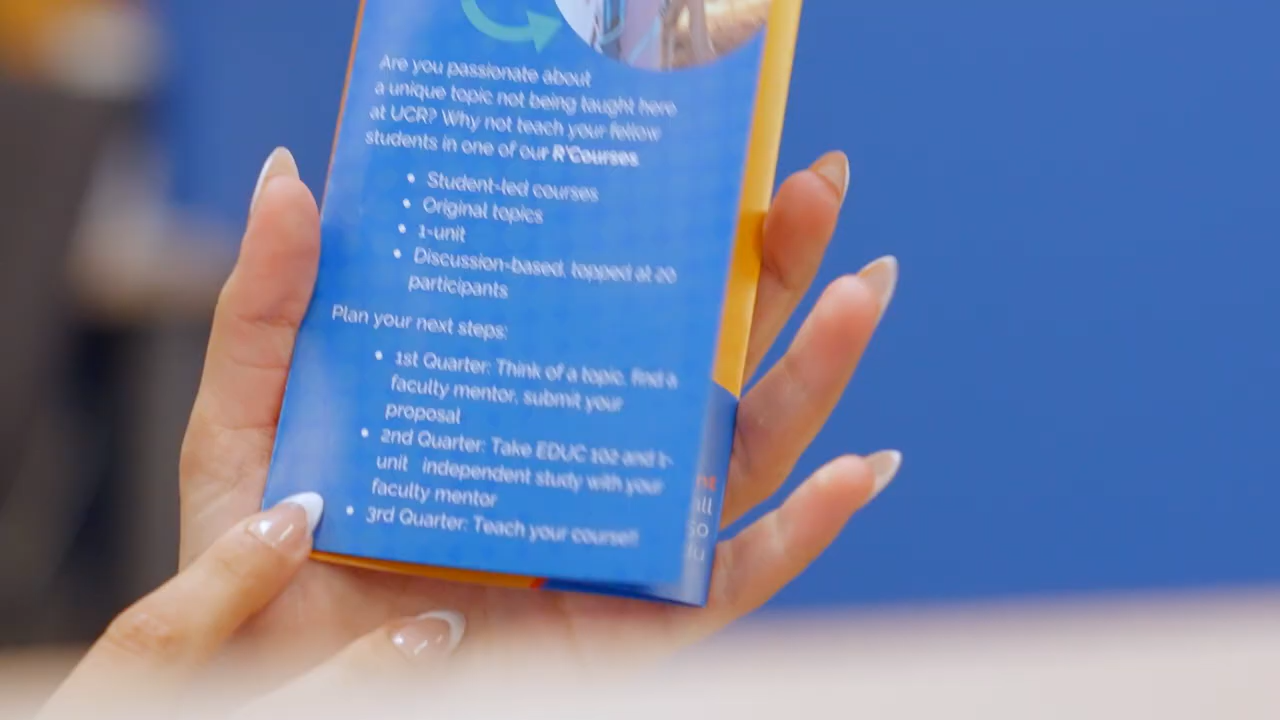 Are you passionate about
a unique topic not being taught here
at UCR? Why not teach your fellow
students in one of our R'Courses
• Student-led courses
• Original topics
• 1-unit
• Discussion-based, topped at 20
participants
Plan your next steps:
• 1st Quarter: Think of a topic, find a
faculty mentor, submit your
proposal
• 2nd Quarter: Take EDUC 102 and 1-
unit independent study with your
faculty mentor
• 3rd Quarter: Teach your course!!